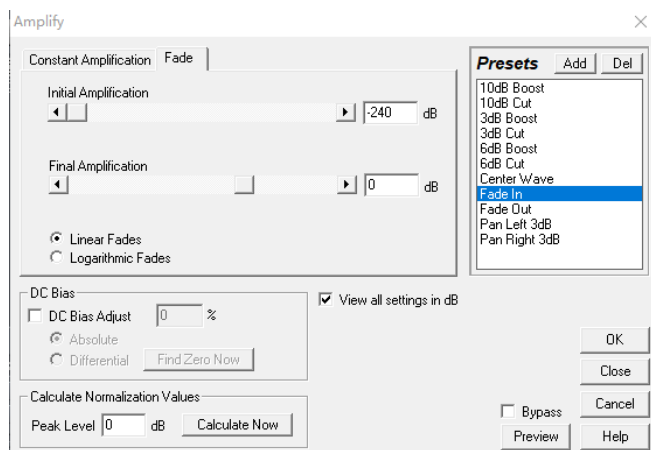 Amplify
Constant Amplification Fade
Initial Amplification
-240 dB
Final Amplification
0 dB
Linear Fades
Logarithmic Fades
Presets Add Del
10dB Boost
10dB Cut
3dB Boost
3dB Cut
6dB Boost
6dB Cut
Center Wave
Fade In
Fade Out
Pan Left 3dB
Pan Right 3dB
DC Bias
DC Bias Adjust 0 %
Absolute
Differential Find Zero Now
View all settings in dB
Calculate Normalization Values
Peak Level 0 dB Calculate Now
Bypass
Preview
OK
Close
Cancel
Help